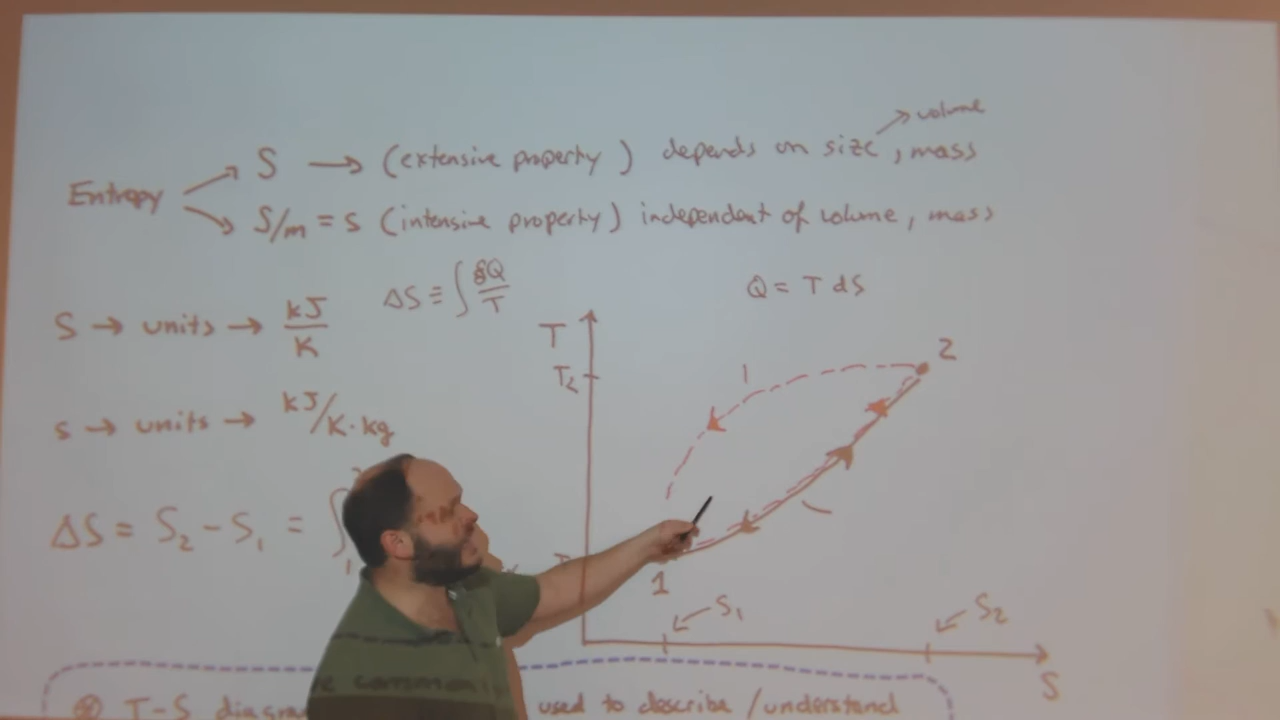 volume
Entropy
S → (extensive property) depends on size, mass
S/m = s (intensive property) independent of volume, mass
ΔS ≡ ∫ δQ/T
Q = T dS
S → units → kJ/K
s → units → kJ/K·kg
ΔS = S₂ - S₁ = ∫
T
T₂
2
1
1
S₁
S₂
S
T-S
used to describe / understand